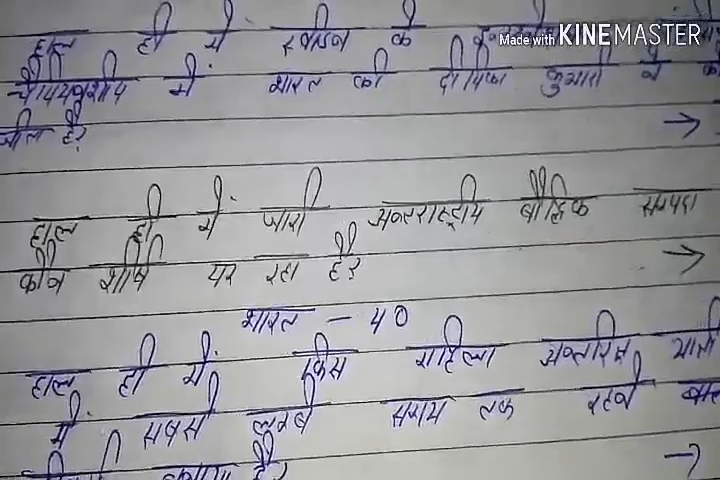 Made with KINEMASTER
हाल ही में स्वीडन के
चैम्पियनशीप में भारत की दीपिका कुमारी ने
जीता है?
हाल ही में जारी अन्तराष्ट्रीय बौद्धिक सम्पदा
कौन शीर्ष पर रहा है?
भारत - 40
हाल ही में किस महिला अन्तरिक्ष यात्री
में सबसे लम्बे समय तक रहने
बनाया है?